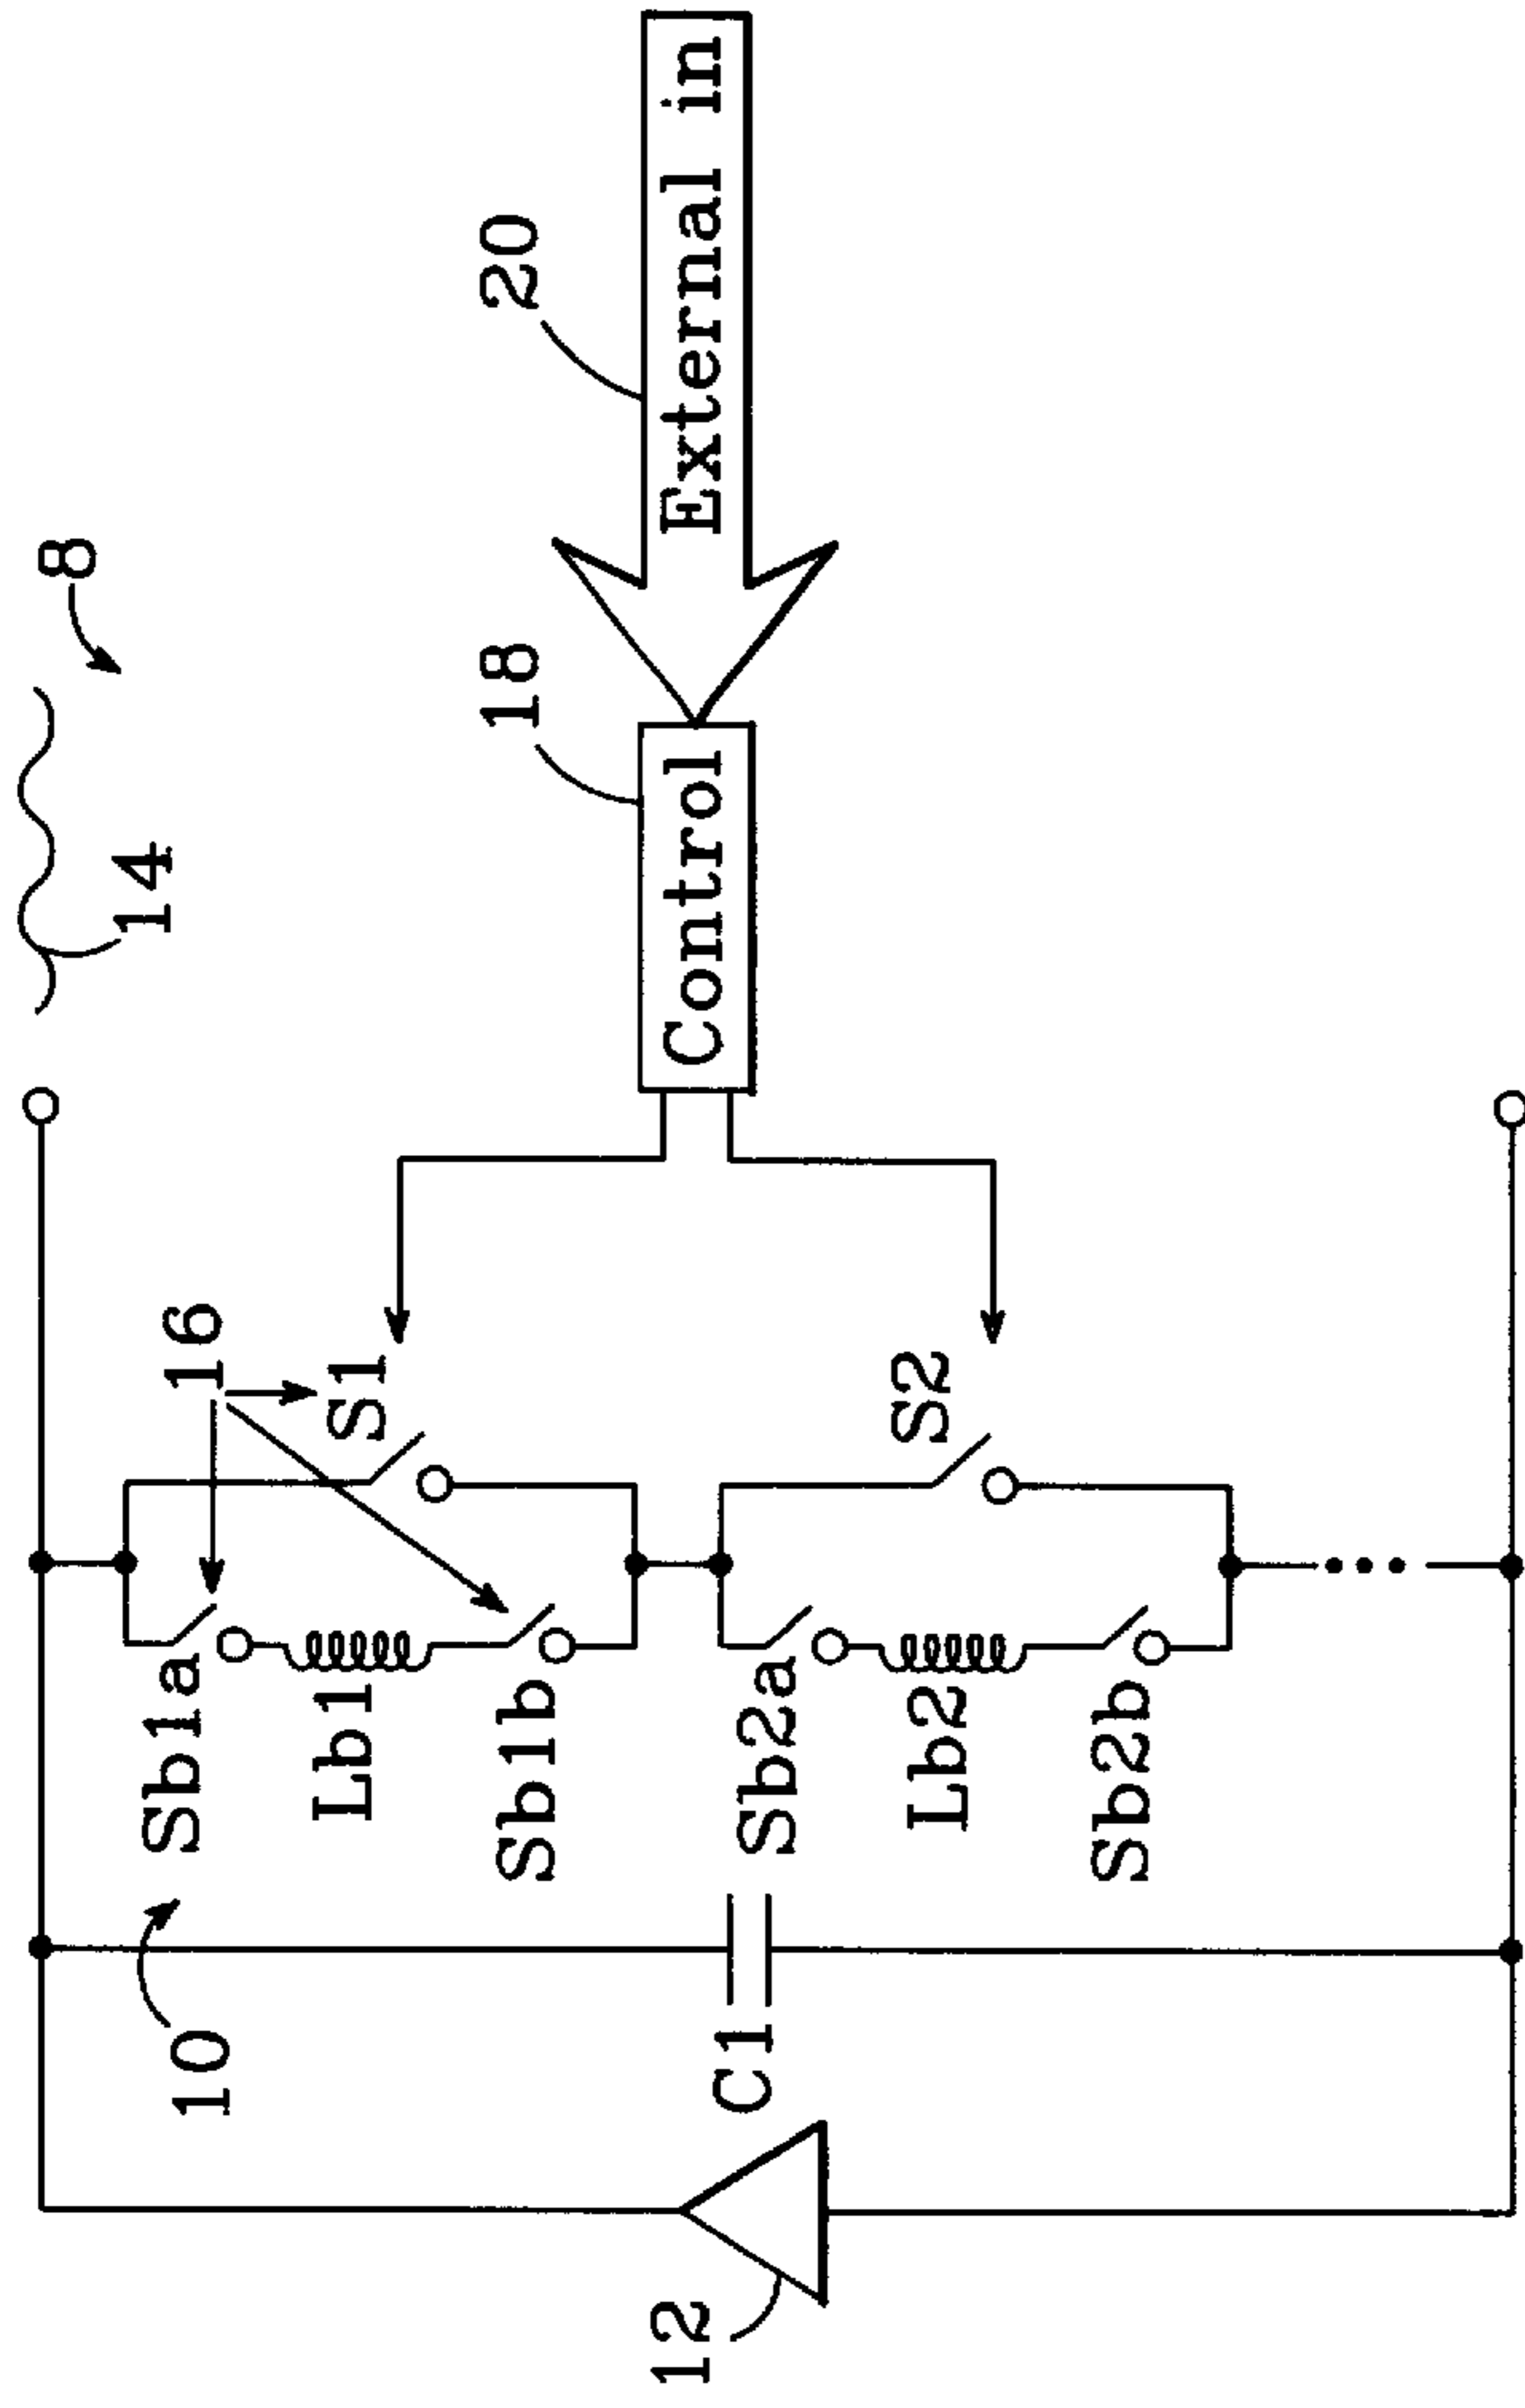 8
14
16
20
18
External in
Control
S1
S2
Sb1a
Lb1
Sb1b
Sb2a
Lb2
Sb2b
10
C1
12